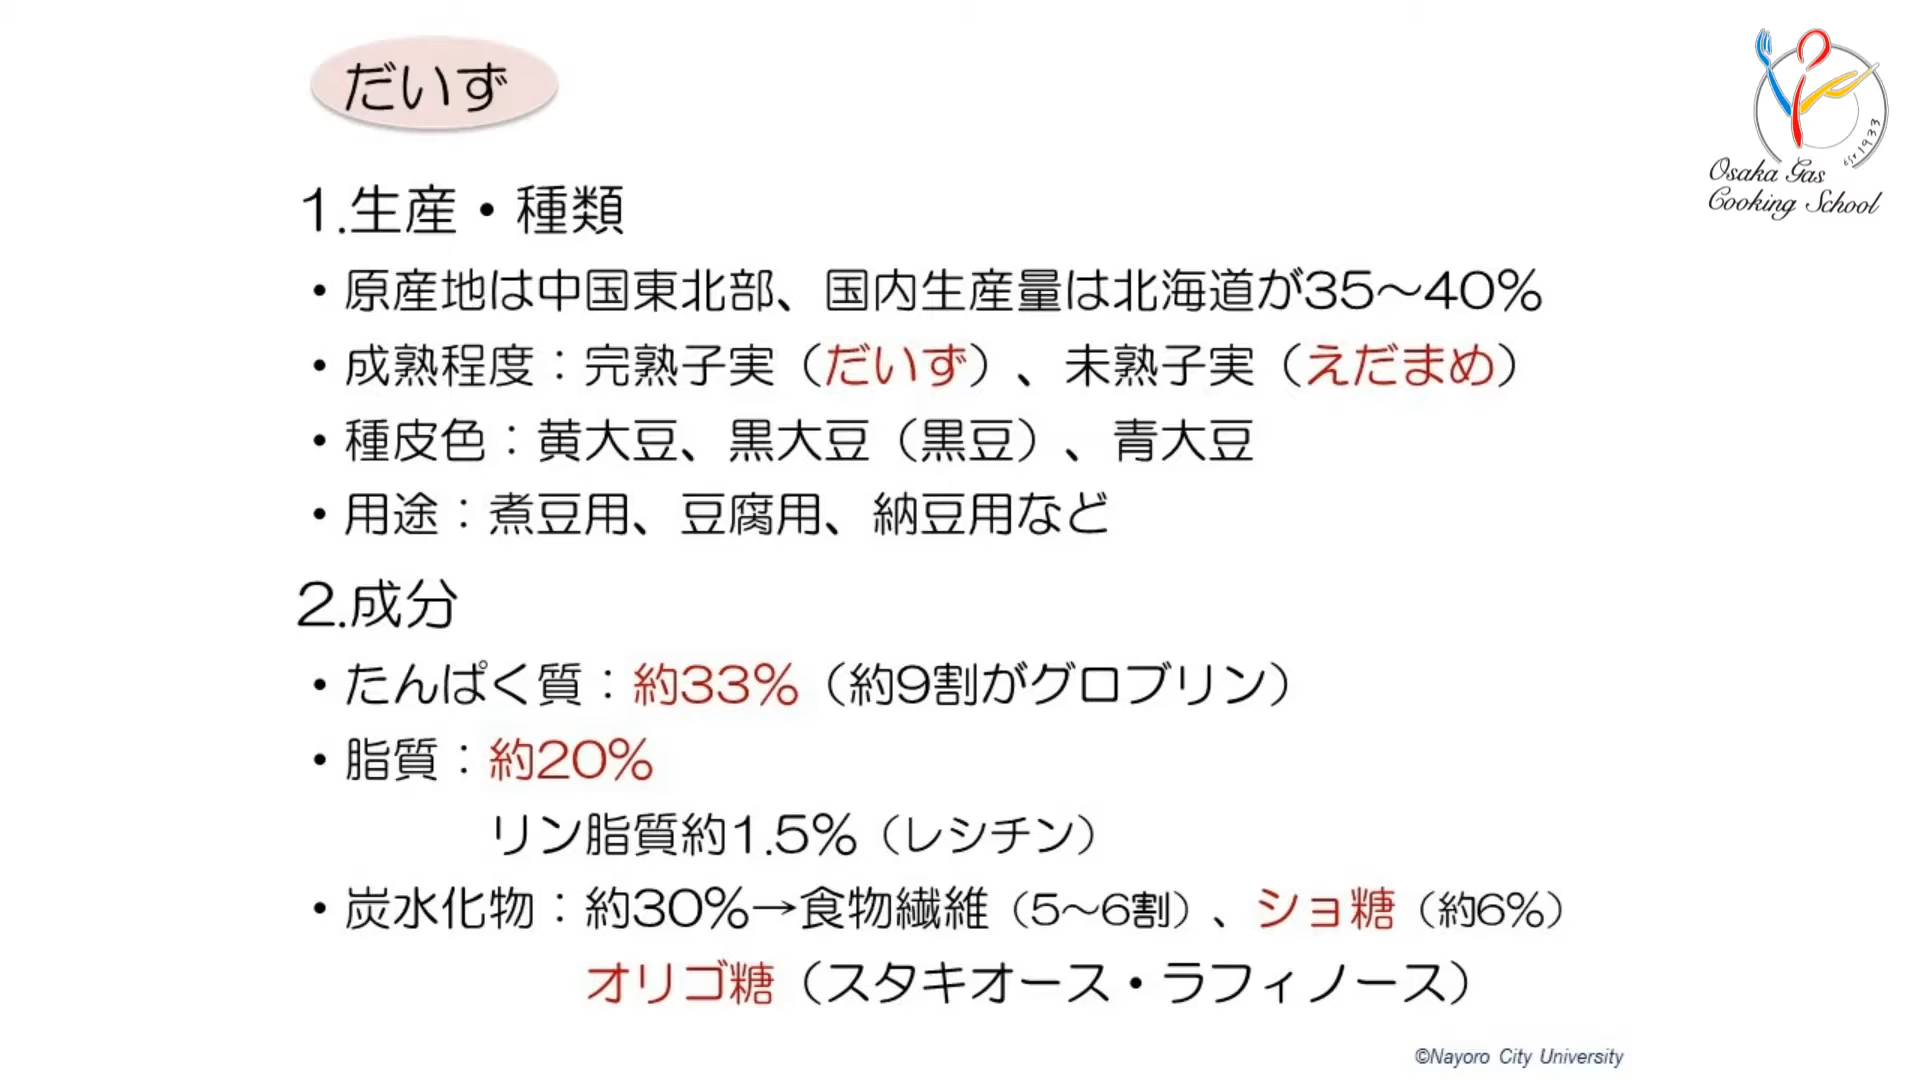 だいず
Est.1933
Osaka Gas
Cooking School
1.生産・種類
・原産地は中国東北部、国内生産量は北海道が35～40%
・成熟程度：完熟子実（だいず）、未熟子実（えだまめ）
・種皮色：黄大豆、黒大豆（黒豆）、青大豆
・用途：煮豆用、豆腐用、納豆用など
2.成分
・たんぱく質：約33%（約9割がグロブリン）
・脂質：約20%
リン脂質約1.5%（レシチン）
・炭水化物：約30%→食物繊維（5～6割）、ショ糖（約6%）
オリゴ糖（スタキオース・ラフィノース）
©Nayoro City University